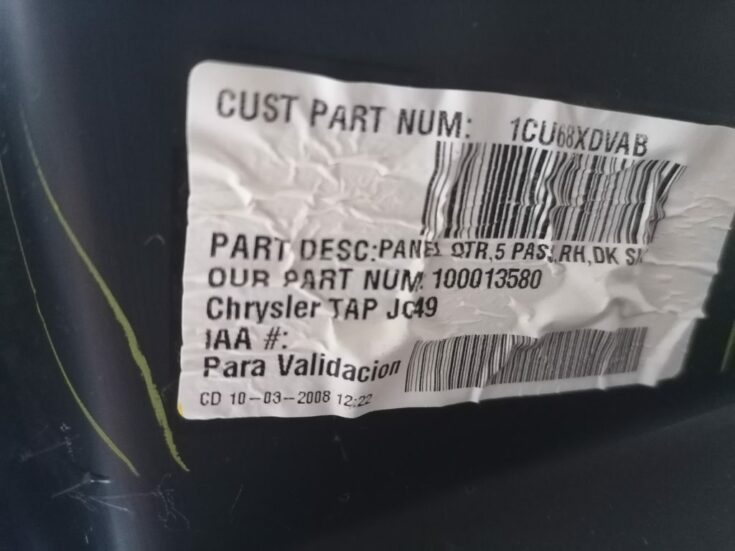 CUST PART NUM: 1CU68XDVAB
PART DESC:PANEL QTR,5 PAS,RH,DK
OUR PART NUM: 100013580
Chrysler TAP JC49
IAA #:
Para Validacion
CD 10-03-2008 12:22